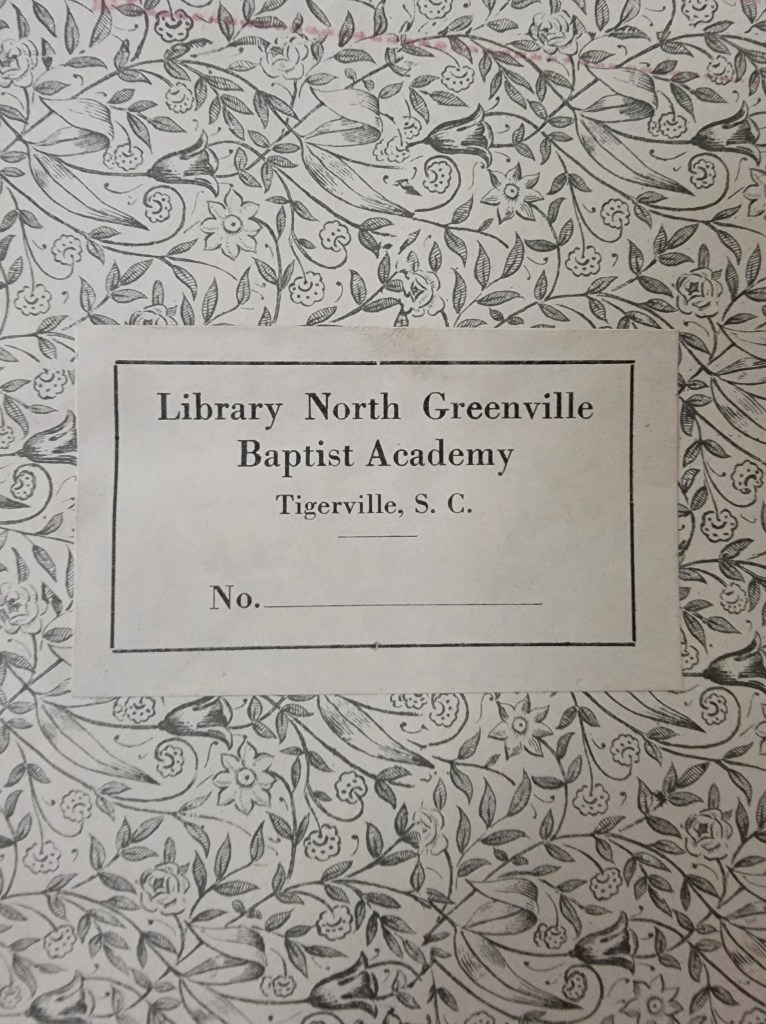 Library North Greenville
Baptist Academy
Tigerville, S. C.
No.